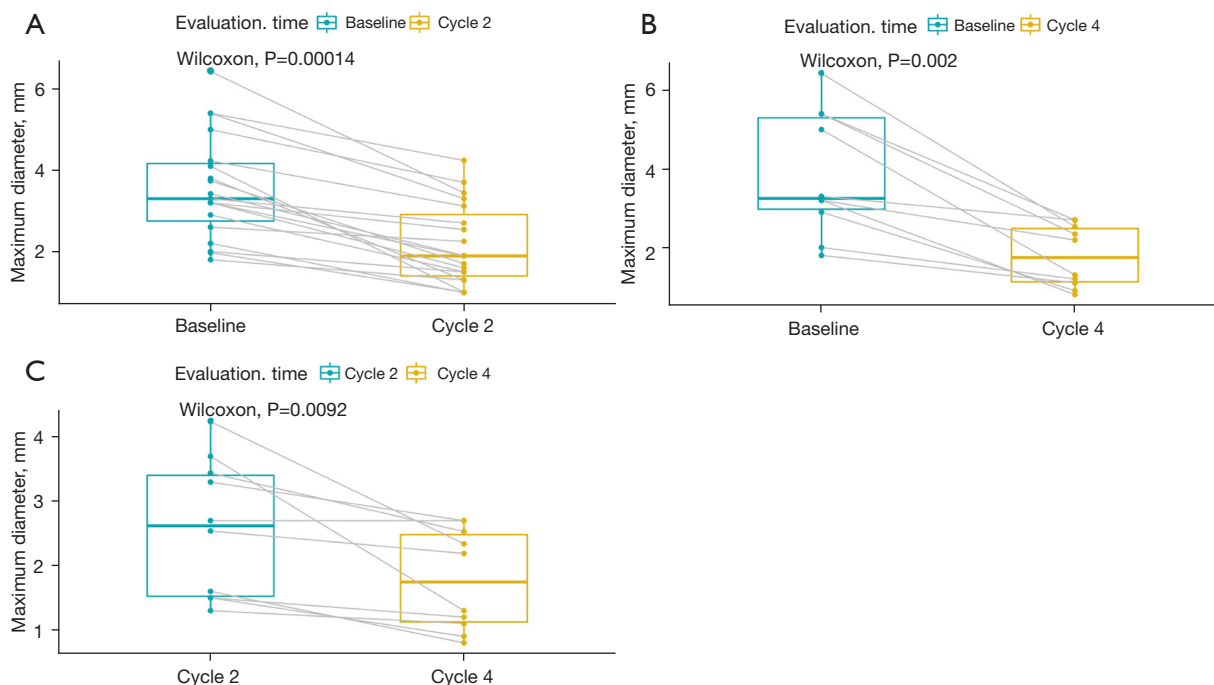 A
Evaluation. time Baseline Cycle 2
Wilcoxon, P=0.00014
Maximum diameter, mm
6
4
2
Baseline Cycle 2
B
Evaluation. time Baseline Cycle 4
Wilcoxon, P=0.002
Maximum diameter, mm
6
4
2
Baseline Cycle 4
C
Evaluation. time Cycle 2 Cycle 4
Wilcoxon, P=0.0092
Maximum diameter, mm
4
3
2
1
Cycle 2 Cycle 4